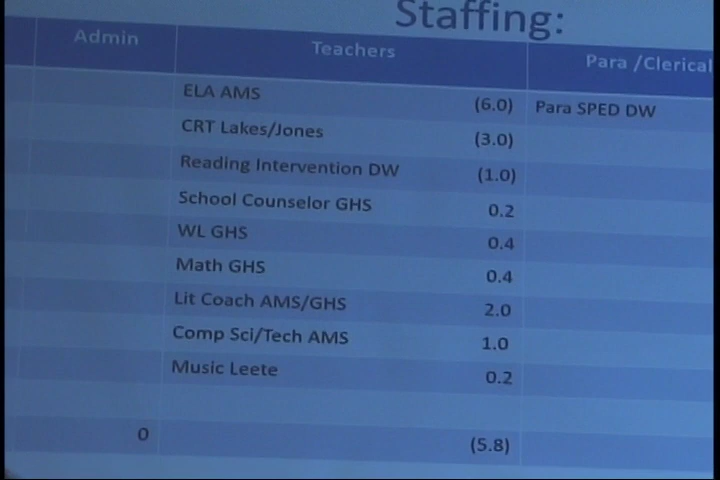 Staffing:
Admin Teachers Para /Clerical
ELA AMS (6.0) Para SPED DW
CRT Lakes/Jones (3.0)
Reading Intervention DW (1.0)
School Counselor GHS 0.2
WL GHS 0.4
Math GHS 0.4
Lit Coach AMS/GHS 2.0
Comp Sci/Tech AMS 1.0
Music Leete 0.2
0 (5.8)